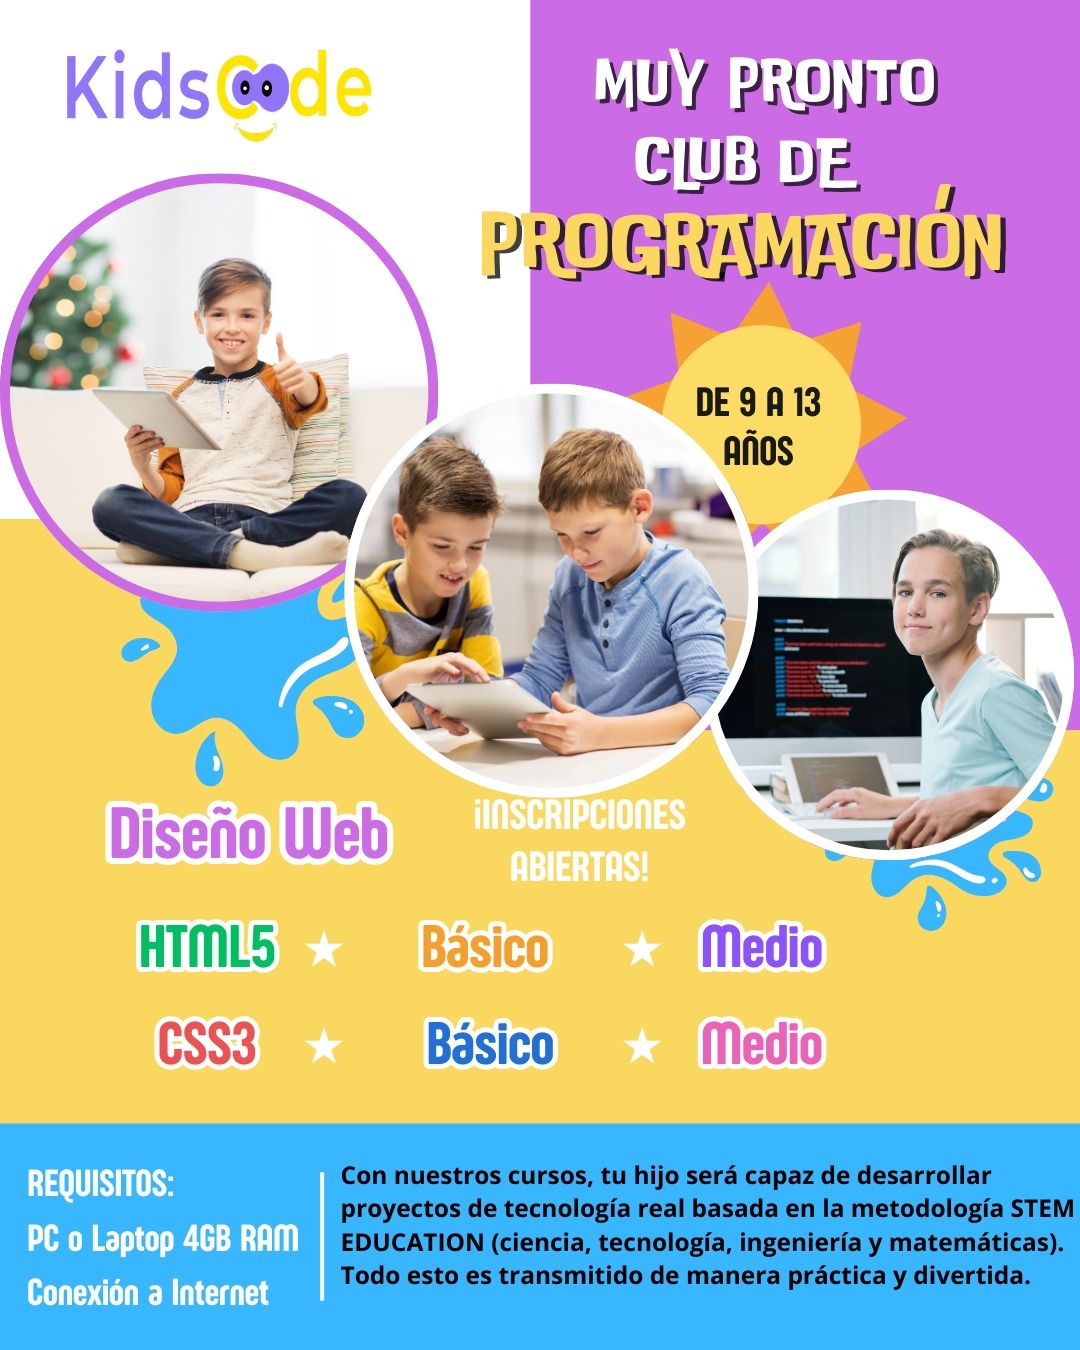 KidsCode
MUY PRONTO
CLUB DE
PROGRAMACIÓN
DE 9 A 13
AÑOS
Diseño Web
¡INSCRIPCIONES
ABIERTAS!
HTML5 Básico Medio
CSS3 Básico Medio
REQUISITOS:
PC o Laptop 4GB RAM
Conexión a Internet
Con nuestros cursos, tu hijo será capaz de desarrollar
proyectos de tecnología real basada en la metodología STEM
EDUCATION (ciencia, tecnología, ingeniería y matemáticas).
Todo esto es transmitido de manera práctica y divertida.